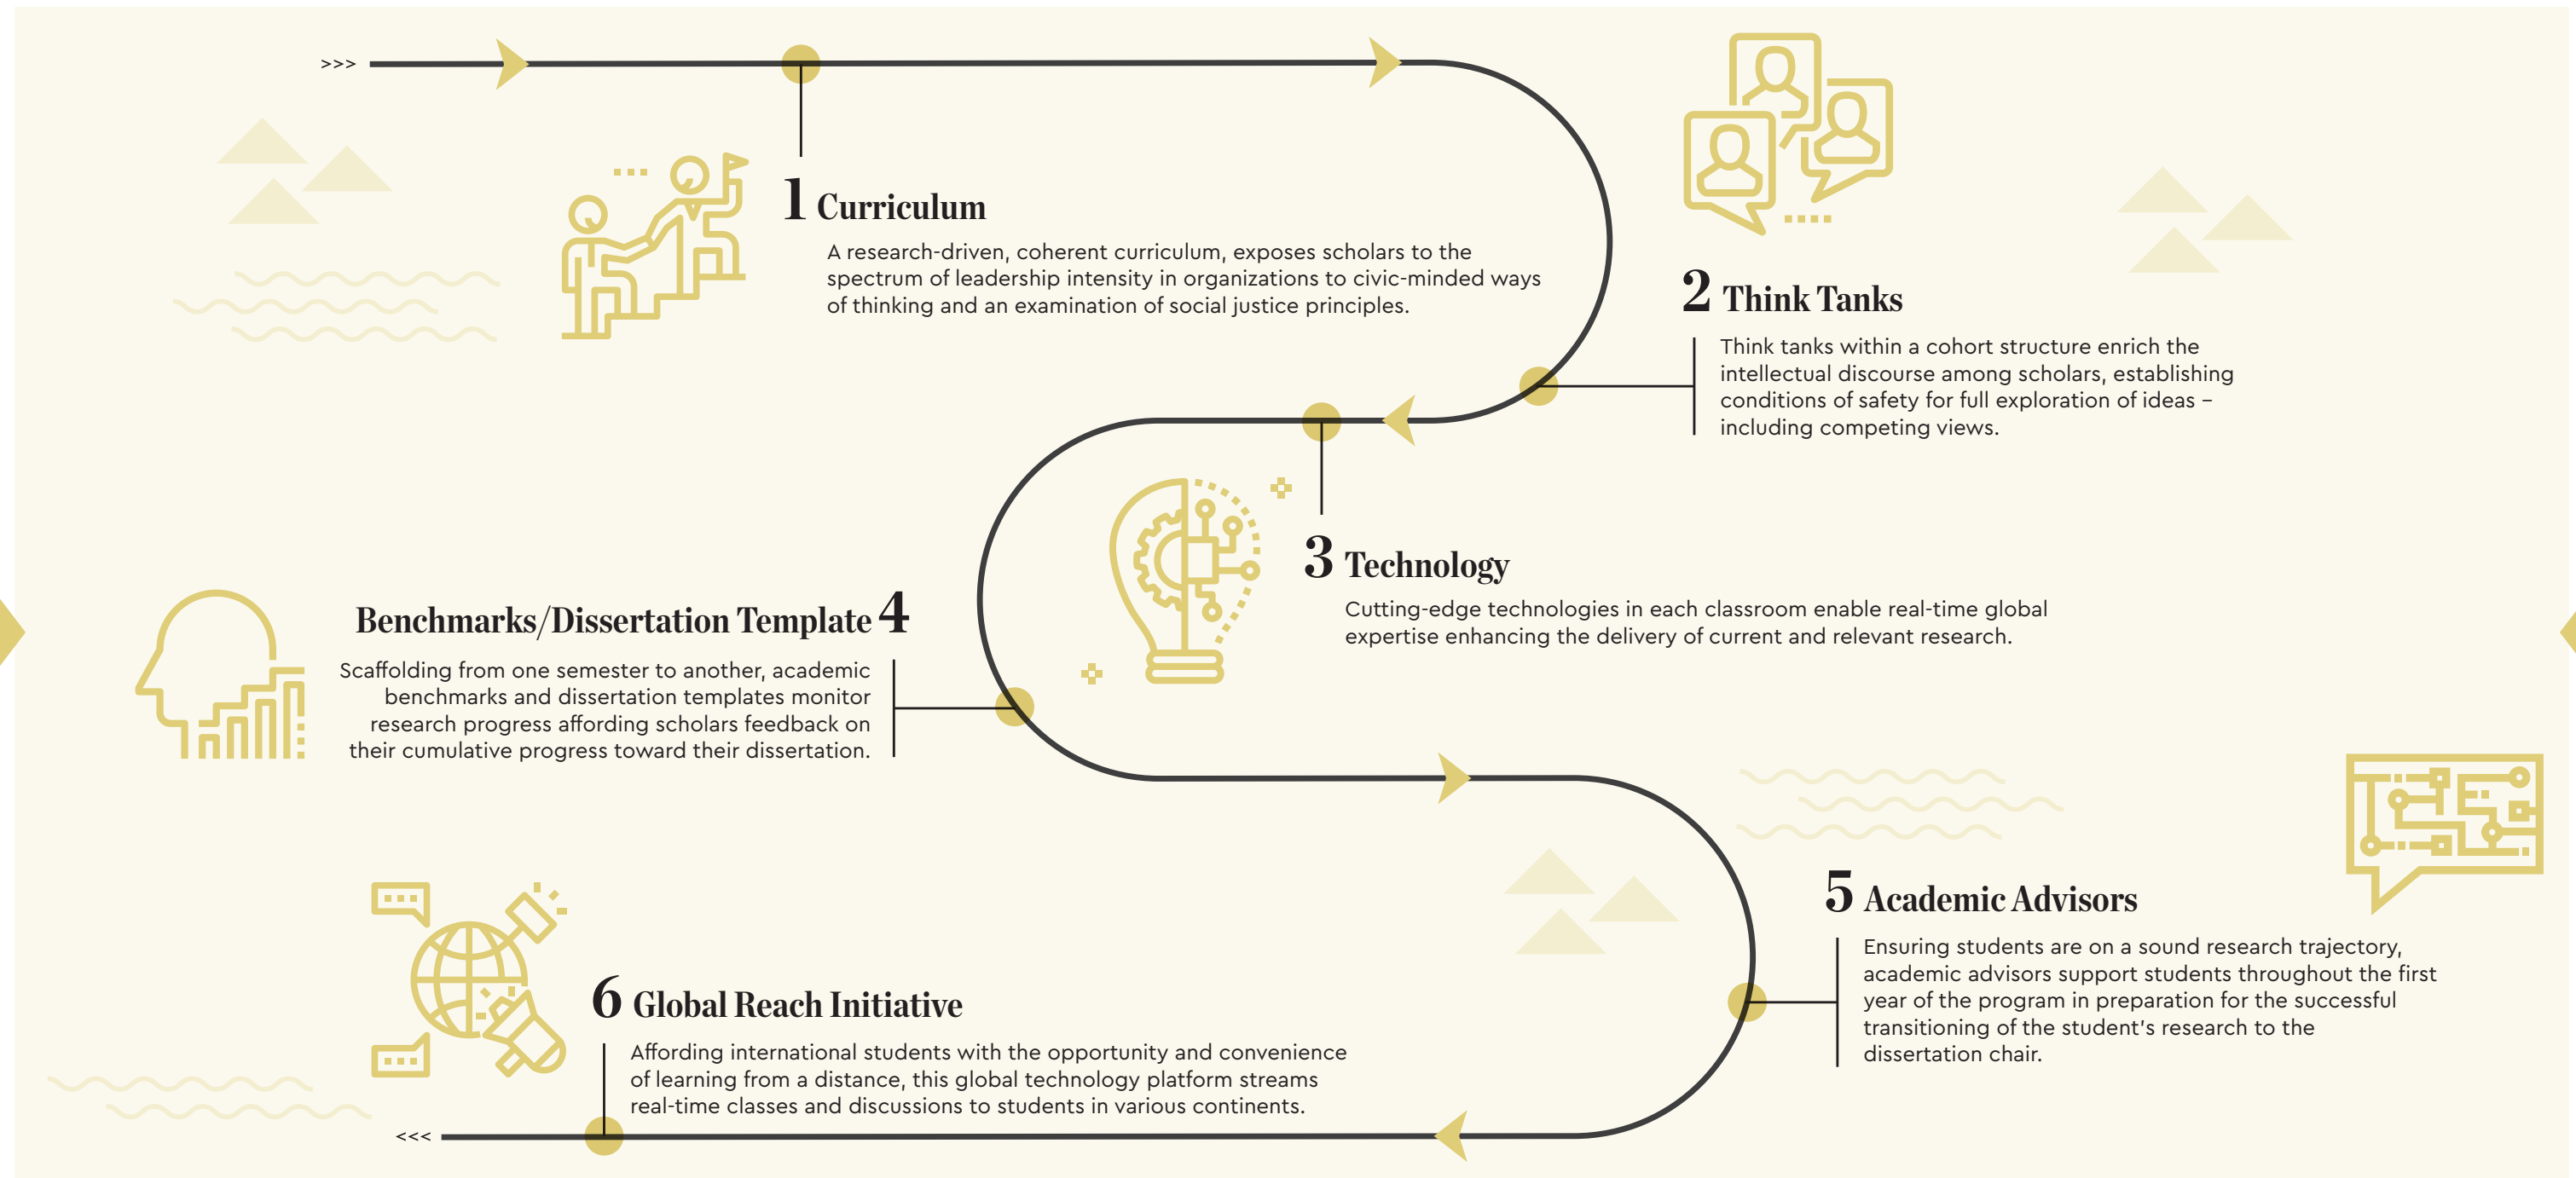 >>>
1 Curriculum
A research-driven, coherent curriculum, exposes scholars to the
spectrum of leadership intensity in organizations to civic-minded ways
of thinking and an examination of social justice principles.
2 Think Tanks
Think tanks within a cohort structure enrich the
intellectual discourse among scholars, establishing
conditions of safety for full exploration of ideas –
including competing views.
3 Technology
Cutting-edge technologies in each classroom enable real-time global
expertise enhancing the delivery of current and relevant research.
Benchmarks/Dissertation Template 4
Scaffolding from one semester to another, academic
benchmarks and dissertation templates monitor
research progress affording scholars feedback on
their cumulative progress toward their dissertation.
5 Academic Advisors
Ensuring students are on a sound research trajectory,
academic advisors support students throughout the first
year of the program in preparation for the successful
transitioning of the student's research to the
dissertation chair.
6 Global Reach Initiative
Affording international students with the opportunity and convenience
of learning from a distance, this global technology platform streams
real-time classes and discussions to students in various continents.
<<<